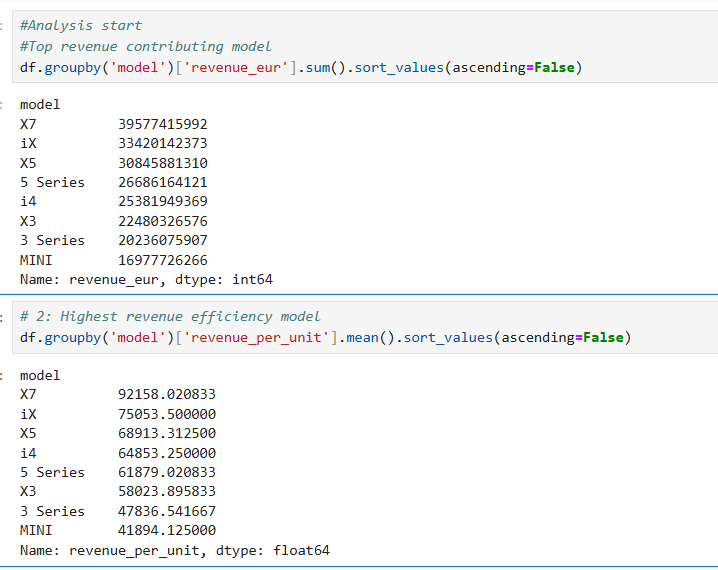 #Analysis start
#Top revenue contributing model
df.groupby('model')['revenue_eur'].sum().sort_values(ascending=False)
model
X7 39577415992
iX 33420142373
X5 30845881310
5 Series 26686164121
i4 25381949369
X3 22480326576
3 Series 20236075907
MINI 16977726266
Name: revenue_eur, dtype: int64
# 2: Highest revenue efficiency model
df.groupby('model')['revenue_per_unit'].mean().sort_values(ascending=False)
model
X7 92158.020833
iX 75053.500000
X5 68913.312500
i4 64853.250000
5 Series 61879.020833
X3 58023.895833
3 Series 47836.541667
MINI 41894.125000
Name: revenue_per_unit, dtype: float64